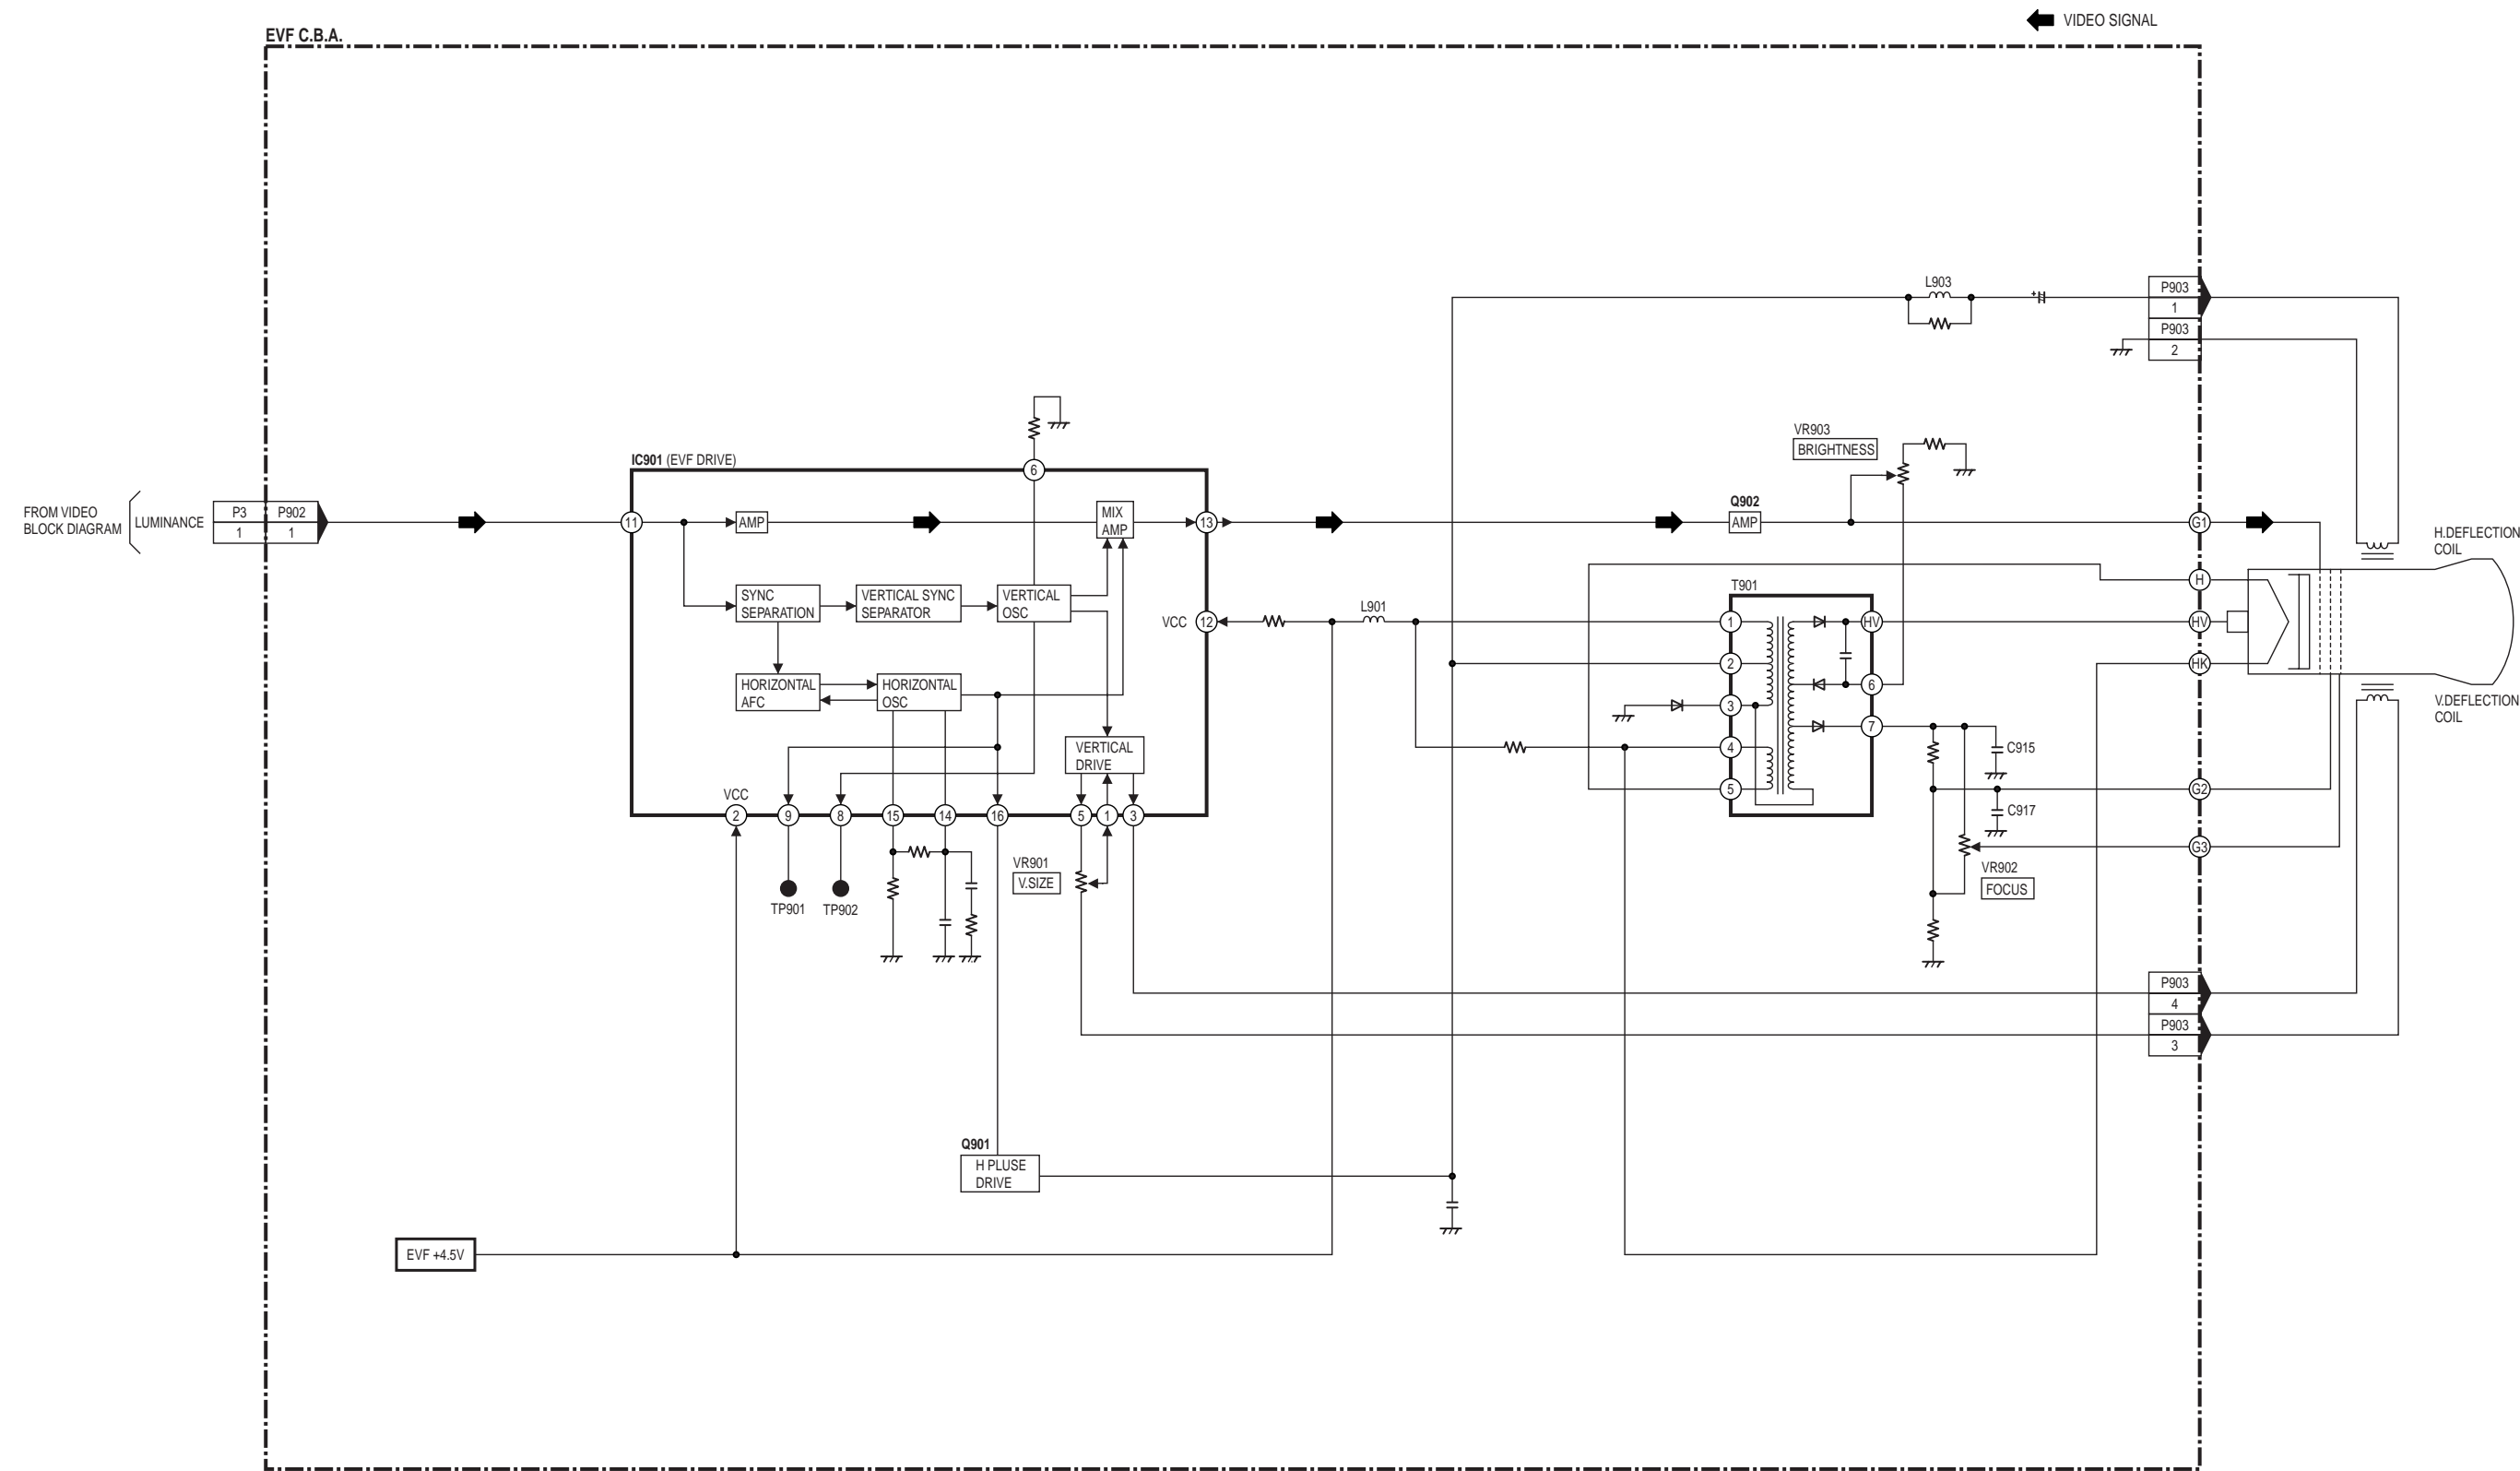 VIDEO SIGNAL
EVF C.B.A.
L903
P903
1
P903
2
VR903
BRIGHTNESS
IC901 (EVF DRIVE)
6
FROM VIDEO
BLOCK DIAGRAM
LUMINANCE
P3
1
P902
1
11
AMP
MIX
AMP
13
Q902
AMP
G1
H.DEFLECTION
COIL
SYNC
SEPARATION
VERTICAL SYNC
SEPARATOR
VERTICAL
OSC
VCC
12
L901
T901
1
2
3
4
5
HV
6
7
H
HV
HK
HORIZONTAL
AFC
HORIZONTAL
OSC
V.DEFLECTION
COIL
VERTICAL
DRIVE
C915
VCC
2
9
8
15
14
16
5
1
3
G2
C917
G3
VR901
V.SIZE
VR902
FOCUS
TP901
TP902
P903
4
P903
3
Q901
H PLUSE
DRIVE
EVF +4.5V